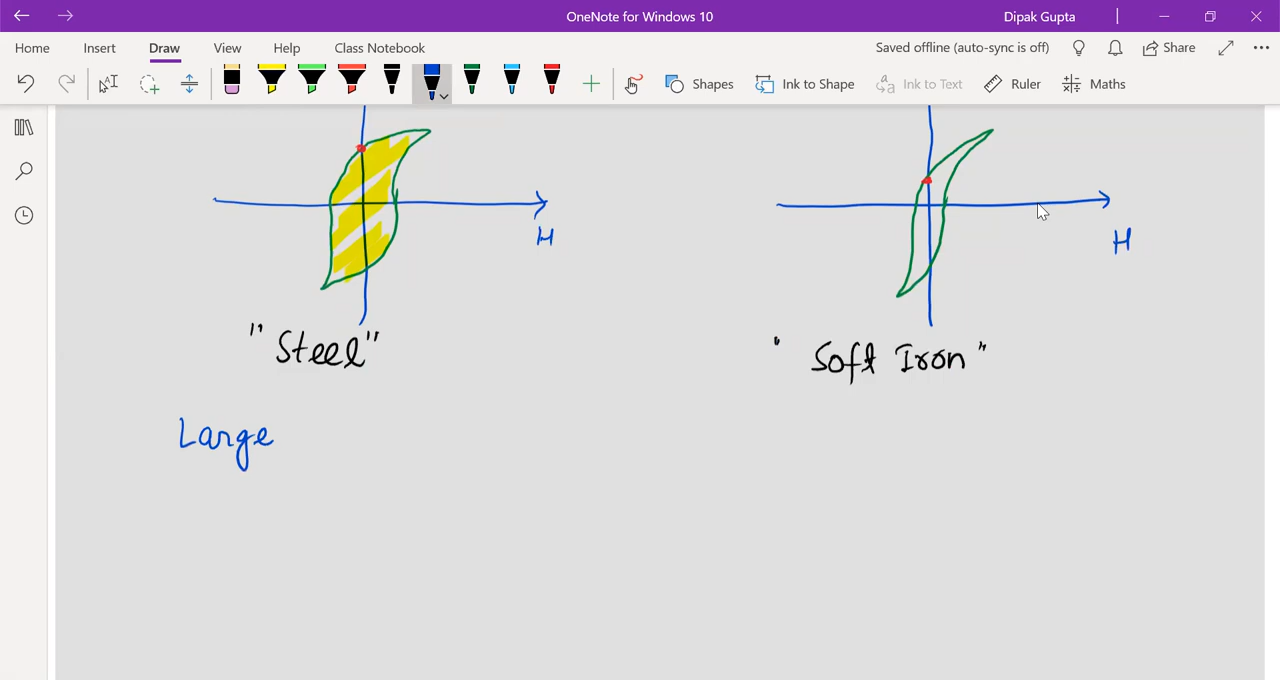 OneNote for Windows 10 Dipak Gupta
Home Insert Draw View Help Class Notebook Saved offline (auto-sync is off) Share
Shapes Ink to Shape Ink to Text Ruler Maths
H H
"Steel" "Soft Iron"
Large